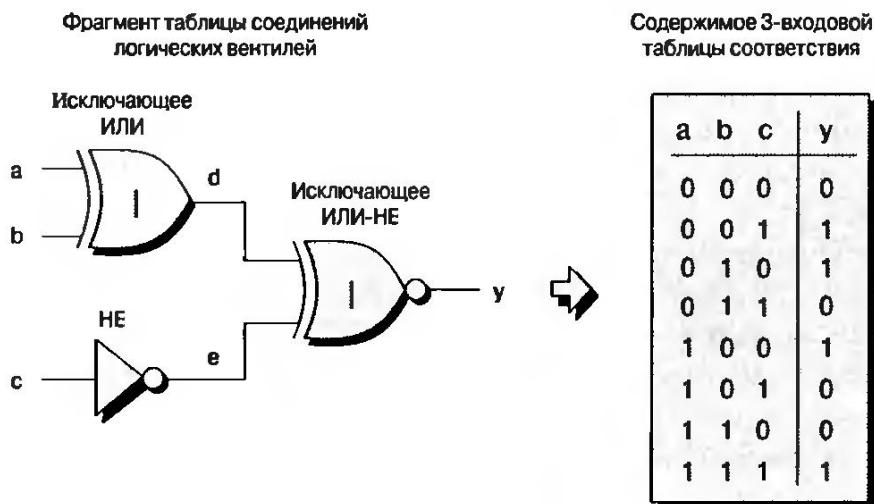 Фрагмент таблицы соединений
логических вентилей
Исключающее
ИЛИ
a
b
|
d
Исключающее
ИЛИ-НЕ
|
y
НЕ
c
e
Содержимое 3-входовой
таблицы соответствия
a b c y
0 0 0 0
0 0 1 1
0 1 0 1
0 1 1 0
1 0 0 1
1 0 1 0
1 1 0 0
1 1 1 1